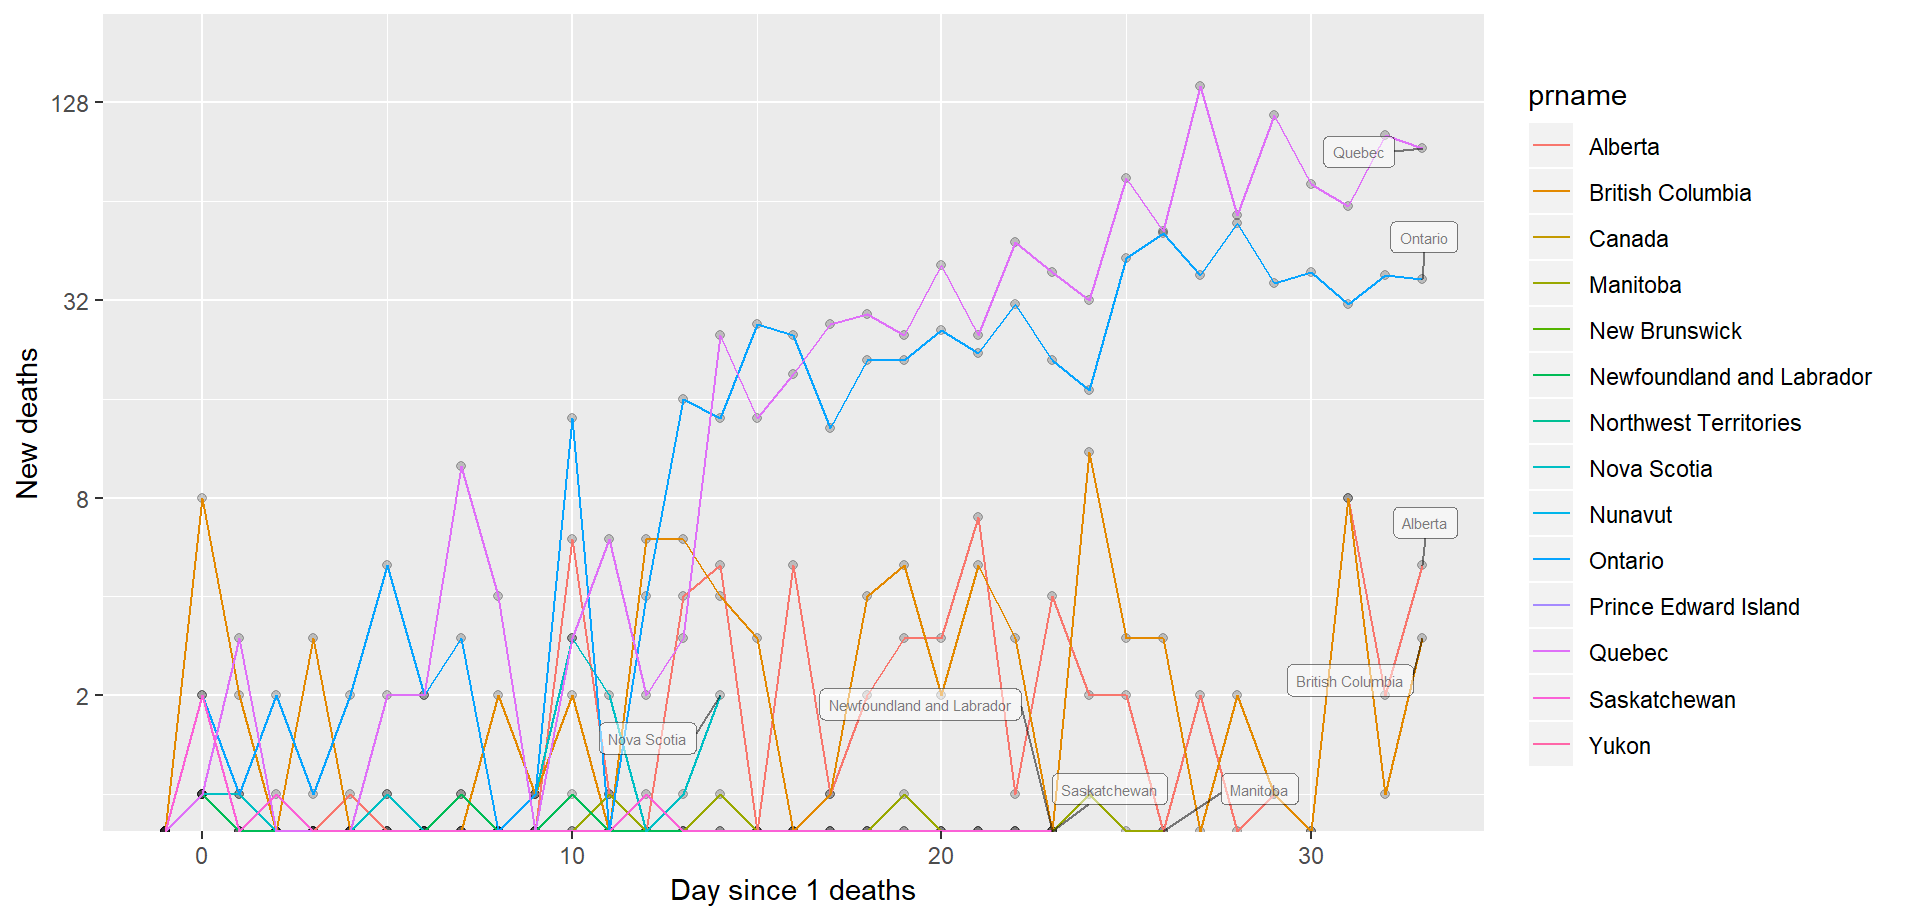 128
32
8
2
New deaths
0
10
20
30
Day since 1 deaths
Quebec
Ontario
Alberta
British Columbia
Newfoundland and Labrador
Nova Scotia
Saskatchewan
Manitoba
prname
Alberta
British Columbia
Canada
Manitoba
New Brunswick
Newfoundland and Labrador
Northwest Territories
Nova Scotia
Nunavut
Ontario
Prince Edward Island
Quebec
Saskatchewan
Yukon